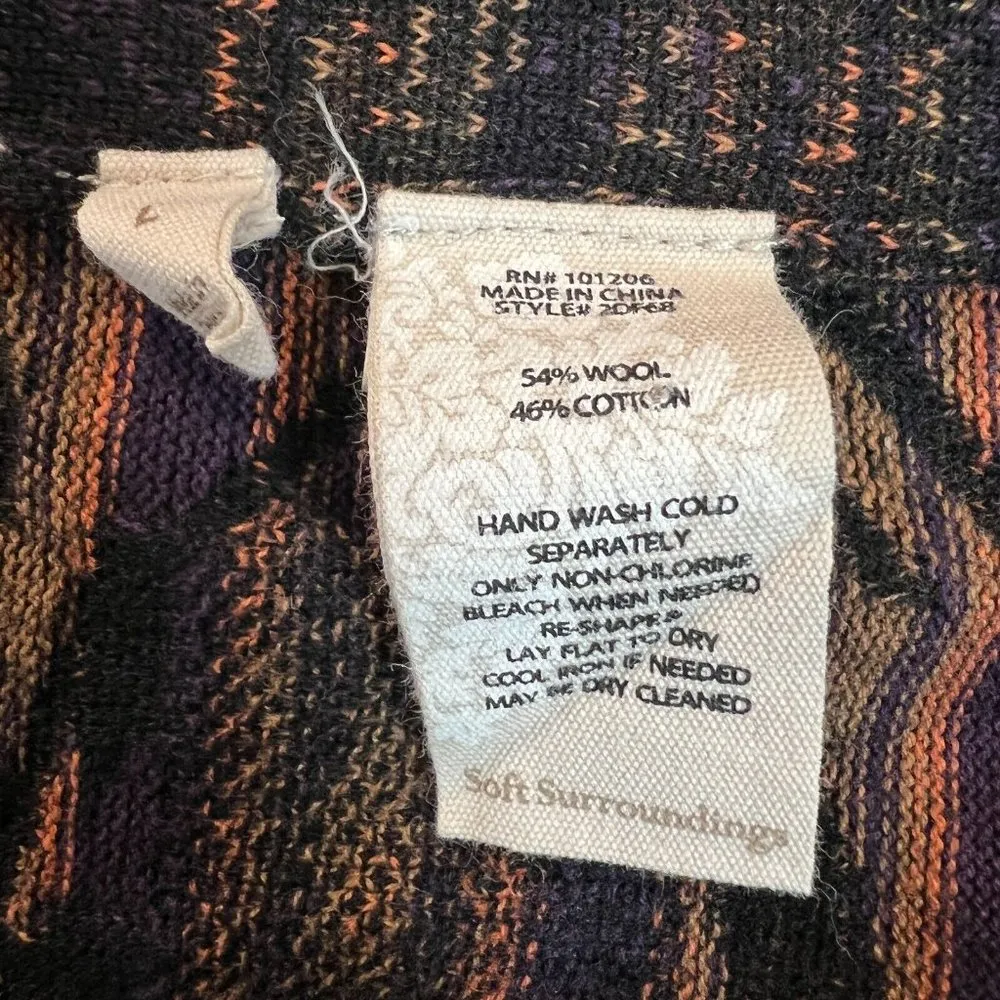 RN# 101206
MADE IN CHINA
STYLE# 2DF68
54% WOOL
46% COTTON
HAND WASH COLD
SEPARATELY
ONLY NON-CHLORINE
BLEACH WHEN NEEDED
RE-SHAPE &
LAY FLAT TO DRY
COOL IRON IF NEEDED
MAY BE DRY CLEANED
Soft Surroundings